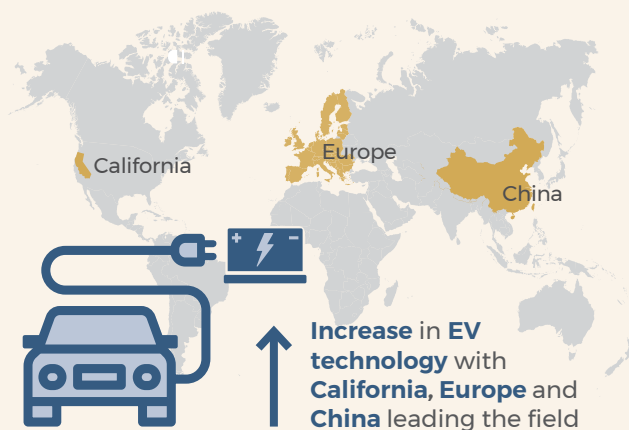 California
Europe
China
+ -
Increase in EV
technology with
California, Europe and
China leading the field